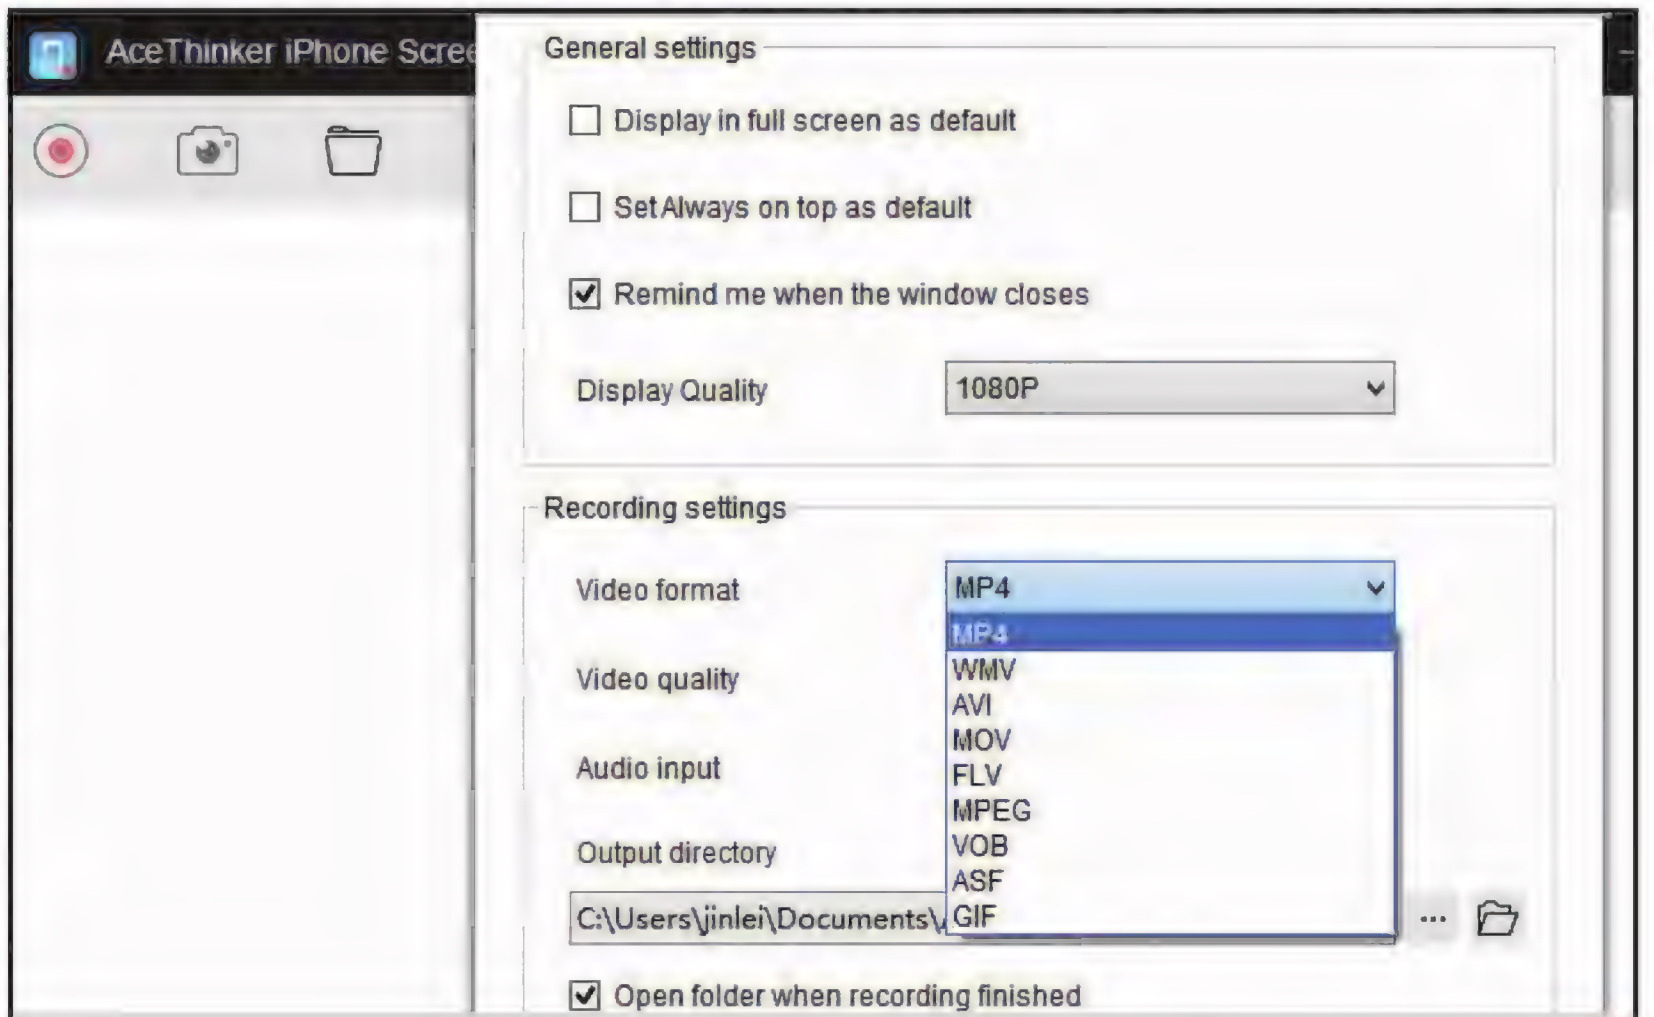 AceThinker iPhone Scree
General settings
Display in full screen as default
Set Always on top as default
Remind me when the window closes
Display Quality
1080P
Recording settings
Video format
MP4
MP4
WMV
Video quality
AVI
MOV
Audio input
FLV
MPEG
Output directory
VOB
ASF
C:\Users\jinlei\Documents\
GIF
...
Open folder when recording finished